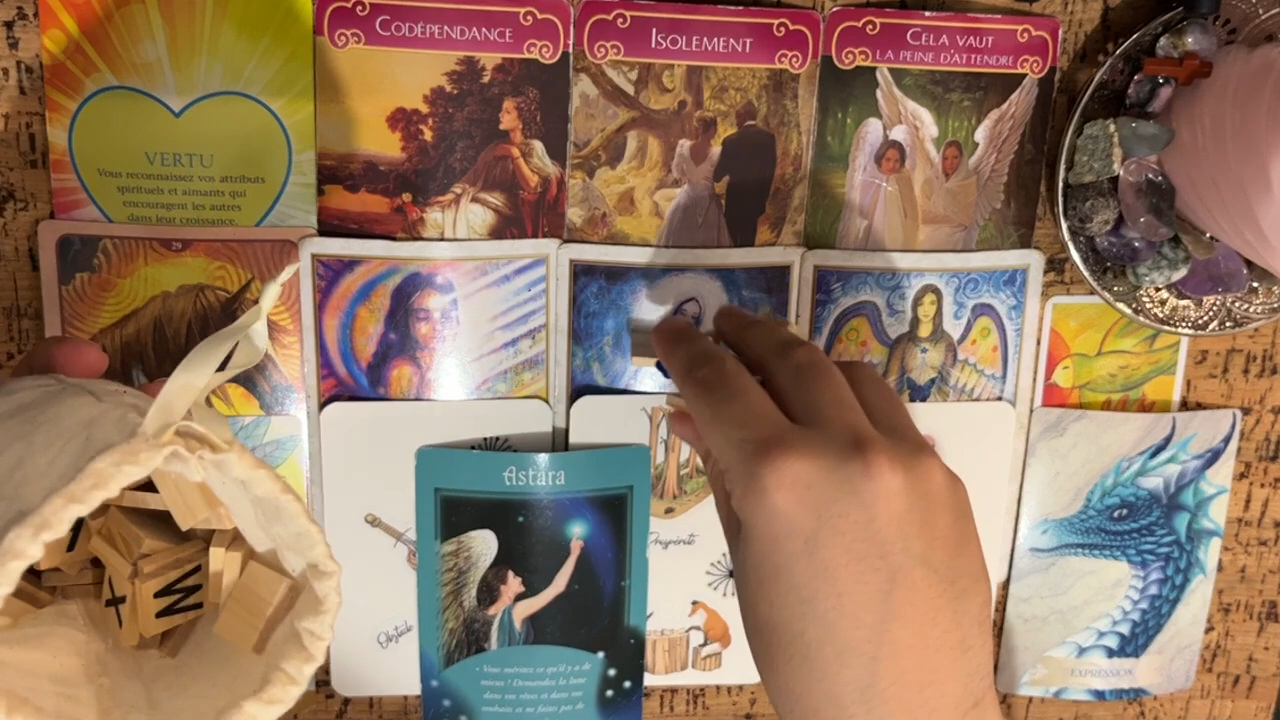 CODÉPENDANCE
ISOLEMENT
CELA VAUT
LA PEINE D'ATTENDRE
VERTU
Vous reconnaissez vos attributs
spirituels et aimants qui
encouragent les autres
dans leur croissance.
29
Astara
Prospérité
Obstacle
W
« Vous méritez ce qu'il y a de
mieux ! Demandez la lune
dans vos rêves et dans vos
souhaits et ne faites pas de
EXPRESSION